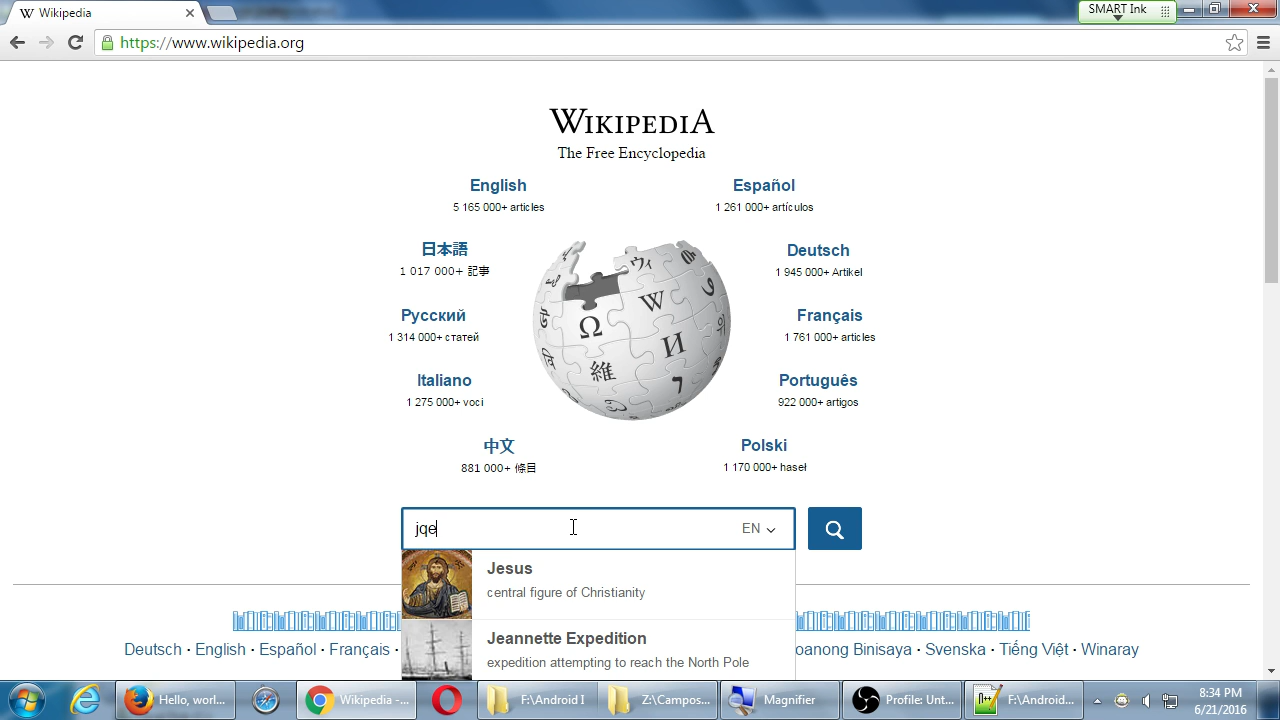 Wikipedia
SMART Ink
https://www.wikipedia.org
WIKIPEDIA
The Free Encyclopedia
English
5 165 000+ articles
Español
1 261 000+ artículos
日本語
1 017 000+ 記事
Deutsch
1 945 000+ Artikel
Русский
1 314 000+ статей
Français
1 761 000+ articles
Italiano
1 275 000+ voci
Português
922 000+ artigos
中文
881 000+ 條目
Polski
1 170 000+ haseł
Ω
W
И
維
ウィ
jqe
EN
Jesus
central figure of Christianity
Jeannette Expedition
expedition attempting to reach the North Pole
Deutsch · English · Español · Français ·
oanong Binisaya · Svenska · Tiếng Việt · Winaray
Hello, worl...
Wikipedia -...
F:\Android I
Z:\Campos...
Magnifier
Profile: Unt...
F:\Android...
8:34 PM
6/21/2016